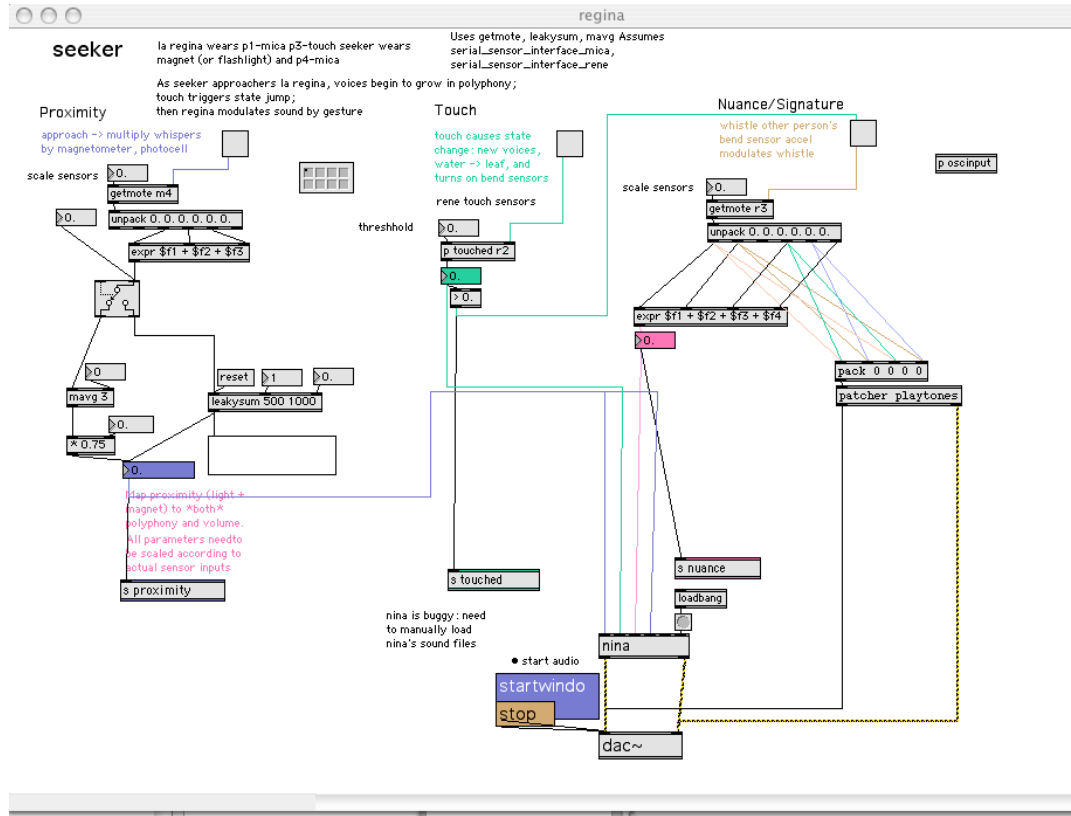 regina
seeker
la regina wears p1-mica p3-touch seeker wears
magnet (or flashlight) and p4-mica
Uses getmote, leakysum, mavg Assumes
serial_sensor_interface_mica,
serial_sensor_interface_rene
As seeker approachers la regina, voices begin to grow in polyphony;
touch triggers state jump;
then regina modulates sound by gesture
Proximity
approach -> multiply whispers
by magnetometer, photocell
scale sensors
0.
getmote m4
0.
unpack 0. 0. 0. 0. 0. 0.
expr $f1 + $f2 + $f3
0
mavg 3
0.
* 0.75
reset
1
0.
leakysum 500 1000
0.
Map proximity (light +
magnet) to *both*
polyphony and volume.
All parameters needto
be scaled according to
actual sensor inputs
s proximity
Touch
touch causes state
change: new voices,
water -> leaf, and
turns on bend sensors
rene touch sensors
threshhold
0.
p touched r2
0.
> 0.
s touched
Nuance/Signature
whistle other person's
bend sensor accel
modulates whistle
p oscinput
scale sensors
0.
getmote r3
unpack 0. 0. 0. 0. 0. 0.
expr $f1 + $f2 + $f3 + $f4
0.
pack 0 0 0 0
patcher playtones
s nuance
loadbang
nina is buggy: need
to manually load
nina's sound files
nina
• start audio
startwindo
stop
dac~